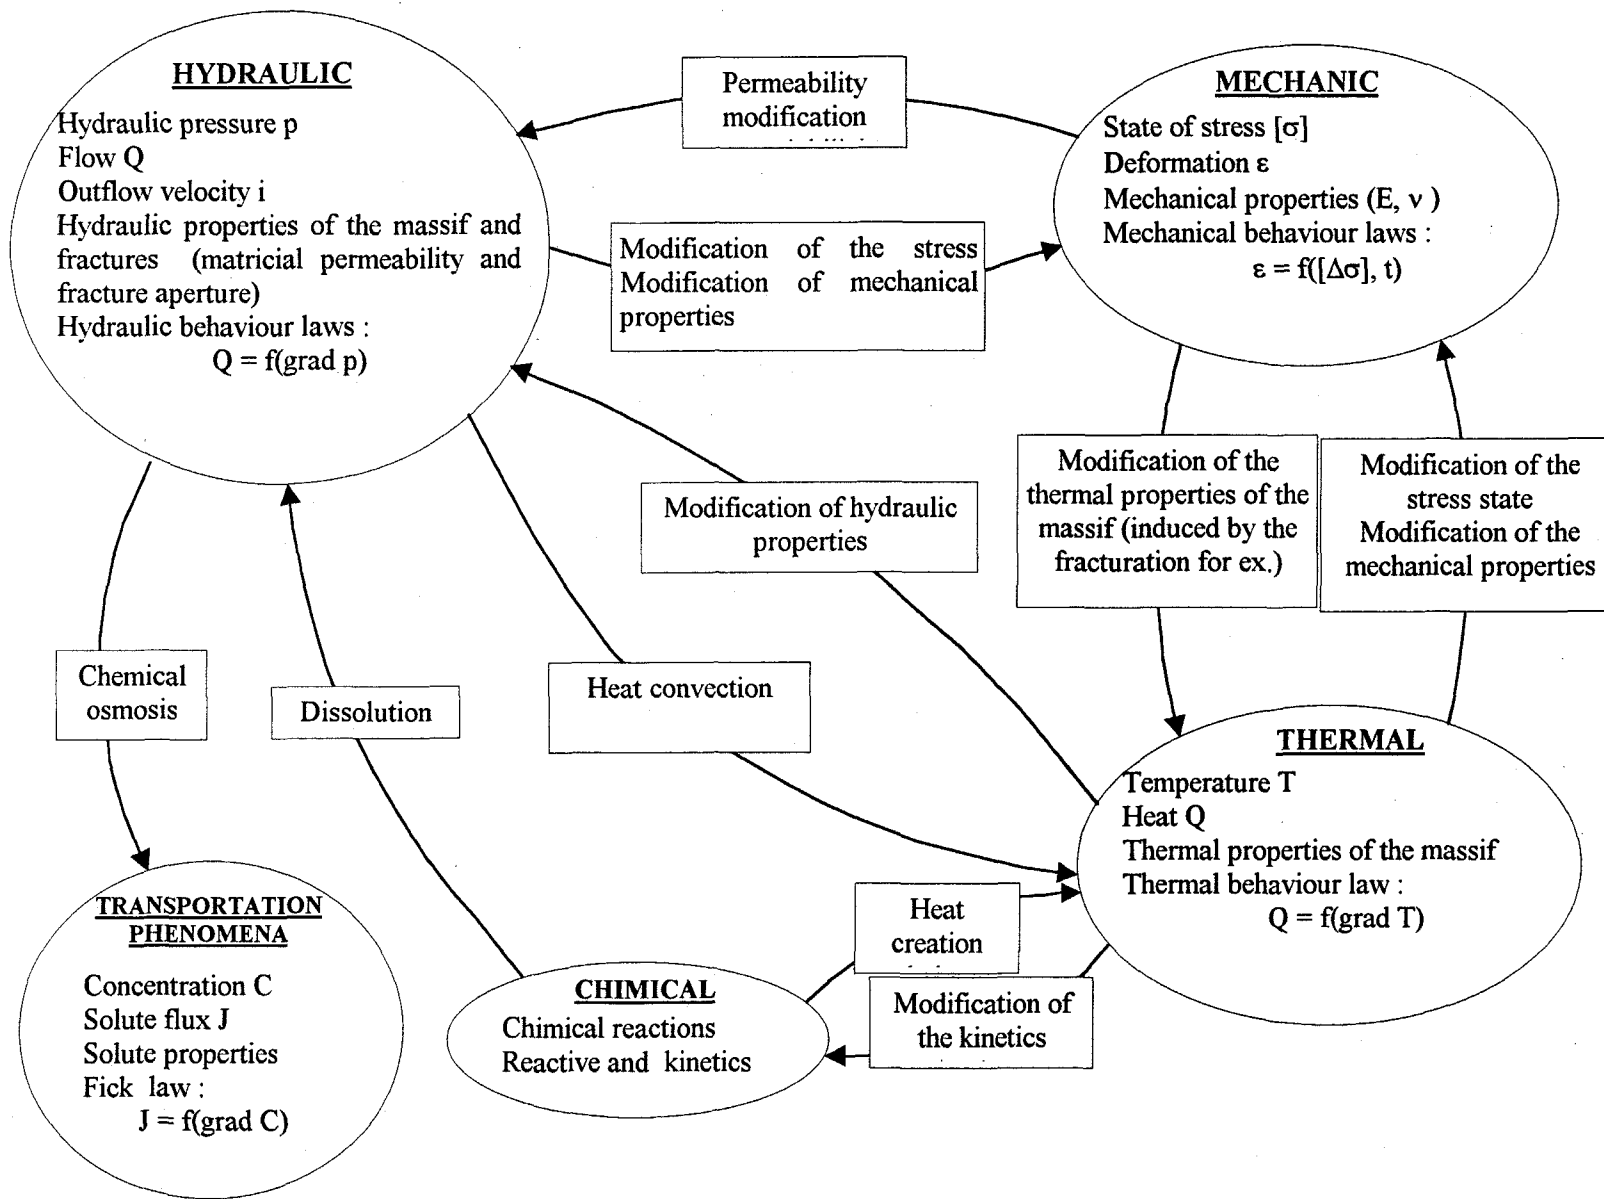 HYDRAULIC
Hydraulic pressure p
Flow Q
Outflow velocity i
Hydraulic properties of the massif and
fractures (matricial permeability and
fracture aperture)
Hydraulic behaviour laws :
Q = f(grad p)
Permeability
modification
MECHANIC
State of stress [σ]
Deformation ε
Mechanical properties (E, ν )
Mechanical behaviour laws :
ε = f([Δσ], t)
Modification of the stress
Modification of mechanical
properties
Modification of the
thermal properties of the
massif (induced by the
fracturation for ex.)
Modification of the
stress state
Modification of the
mechanical properties
Modification of hydraulic
properties
Chemical
osmosis
Dissolution
Heat convection
THERMAL
Temperature T
Heat Q
Thermal properties of the massif
Thermal behaviour law :
Q = f(grad T)
TRANSPORTATION
PHENOMENA
Concentration C
Solute flux J
Solute properties
Fick law :
J = f(grad C)
CHIMICAL
Chimical reactions
Reactive and kinetics
Heat
creation
Modification of
the kinetics